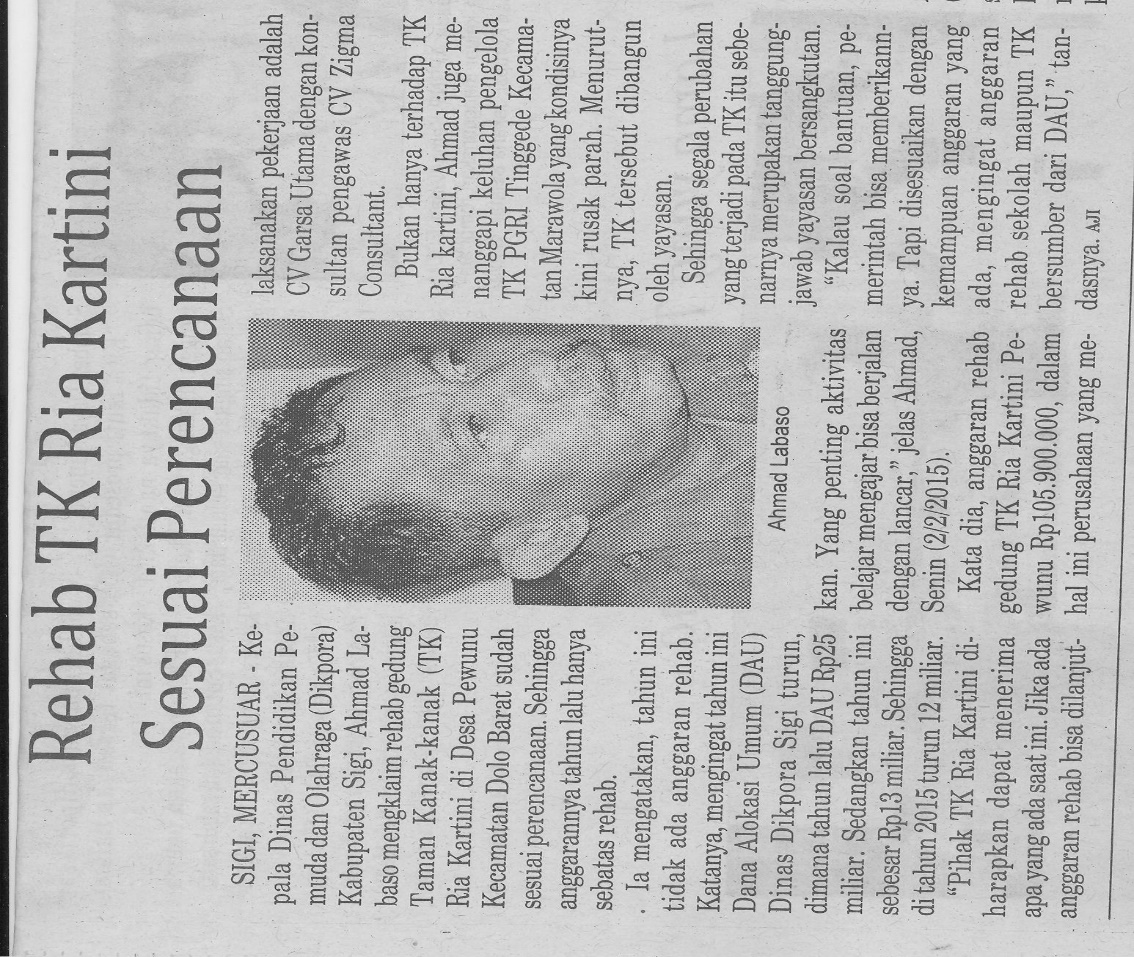 Rehab TK Ria Kartini
Sesuai Perencanaan
SIGI, MERCUSUAR - Ke-
pala Dinas Pendidikan Pe-
muda dan Olahraga (Dikpora)
Kabupaten Sigi, Ahmad La-
baso mengklaim rehab gedung
Taman Kanak-kanak (TK)
Ria Kartini di Desa Pewunu
Kecamatan Dolo Barat sudah
sesuai perencanaan. Sehingga
anggarannya tahun lalu hanya
sebatas rehab.
Ia mengatakan, tahun ini
tidak ada anggaran rehab.
Katanya, mengingat tahun ini
Dana Alokasi Umum (DAU)
Dinas Dikpora Sigi turun,
dimana tahun lalu DAU Rp25
miliar. Sedangkan tahun ini
sebesar Rp13 miliar. Sehingga
di tahun 2015 turun 12 miliar.
“Pihak TK Ria Kartini di-
harapkan dapat menerima
apa yang ada saat ini. Jika ada
anggaran rehab bisa dilanjut-
Ahmad Labaso
kan. Yang penting aktivitas
belajar mengajar bisa berjalan
dengan lancar,” jelas Ahmad,
Senin (2/2/2015).
Kata dia, anggaran rehab
gedung TK Ria Kartini Pe-
wunu Rp105.900.000, dalam
hal ini perusahaan yang me-
laksanakan pekerjaan adalah
CV Garsa Utama dengan kon-
sultan pengawas CV Zigma
Consultant.
Bukan hanya terhadap TK
Ria kartini, Ahmad juga me-
nanggapi keluhan pengelola
TK PGRI Tinggede Kecama-
tan Marawola yang kondisinya
kini rusak parah. Menurut-
nya, TK tersebut dibangun
oleh yayasan.
Sehingga segala perubahan
yang terjadi pada TK itu sebe-
narnya merupakan tanggung-
jawab yayasan bersangkutan.
“Kalau soal bantuan, pe-
merintah bisa memberikann-
ya. Tapi disesuaikan dengan
kemampuan anggaran yang
ada, mengingat anggaran
rehab sekolah maupun TK
bersumber dari DAU,” tan-
dasnya. AJI